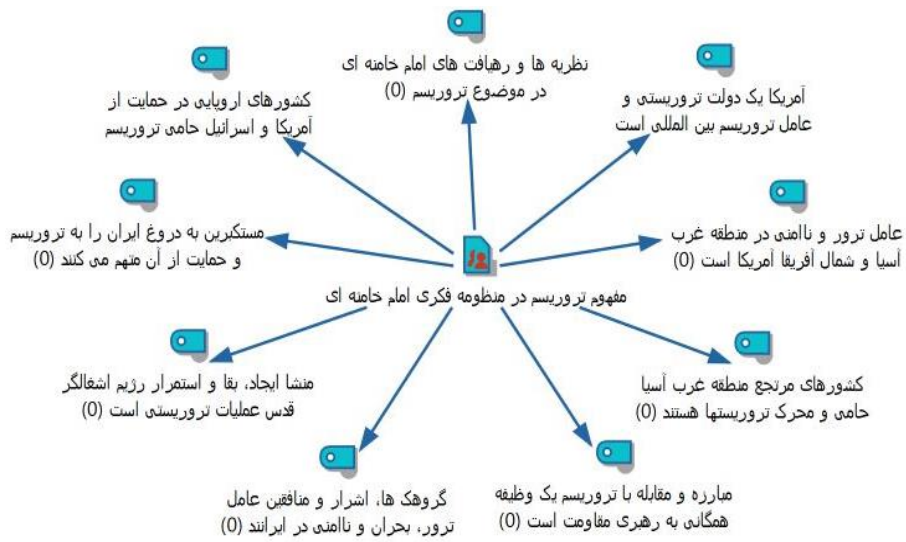 نظریه ها و رهیافت های امام خامنه ای
در موضوع تروریسم (0)
آمریکا یک دولت تروریستی و
عامل تروریسم بین المللی است
کشورهای اروپایی در حمایت از
آمریکا و اسرائیل حامی تروریسم
عامل ترور و ناامنی در منطقه غرب
آسیا و شمال آفریقا آمریکا است (0)
مستکبرین به دروغ ایران را به تروریسم
و حمایت از آن متهم می کنند (0)
مفهوم تروریسم در منظومه فکری امام خامنه ای
کشورهای مرتجع منطقه غرب آسیا
حامی و محرک تروریستها هستند (0)
منشا ایجاد، بقا و استمرار رژیم اشغالگر
قدس عملیات تروریستی است (0)
مبارزه و مقابله با تروریسم یک وظیفه
همگانی به رهبری مقاومت است (0)
گروهک ها، اشرار و منافقین عامل
ترور، بحران و ناامنی در ایرانند (0)